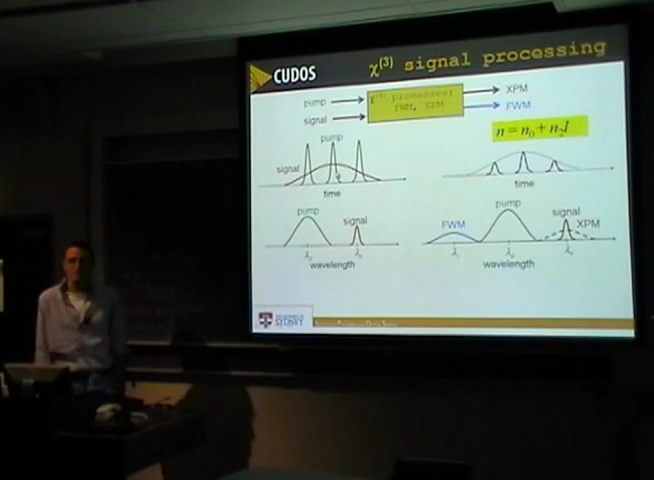 CUDOS
χ(3) signal processing
pump
signal
χ(3) processes:
FWM, XPM
XPM
FWM
n = n₀ + n₂I
pump
signal
time
time
pump
signal
λp
λs
wavelength
FWM
pump
signal
XPM
λi
λp
λs
wavelength
SYDNEY